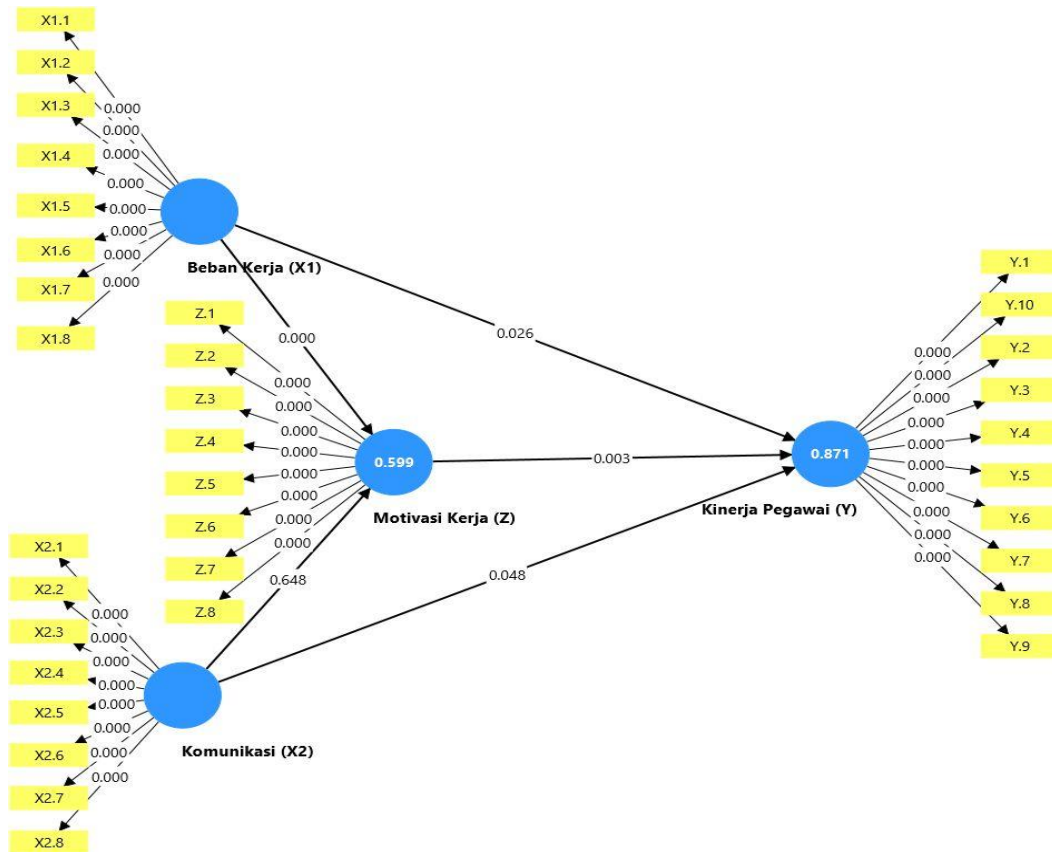 X1.1
X1.2
X1.3
X1.4
X1.5
X1.6
X1.7
X1.8
0.000
0.000
0.000
0.000
0.000
0.000
0.000
0.000
Beban Kerja (X1)
0.000
0.026
Z.1
Z.2
Z.3
Z.4
Z.5
Z.6
Z.7
Z.8
0.000
0.000
0.000
0.000
0.000
0.000
0.000
0.000
0.599
Motivasi Kerja (Z)
0.003
0.648
0.048
X2.1
X2.2
X2.3
X2.4
X2.5
X2.6
X2.7
X2.8
0.000
0.000
0.000
0.000
0.000
0.000
0.000
0.000
Komunikasi (X2)
0.871
Kinerja Pegawai (Y)
0.000
0.000
0.000
0.000
0.000
0.000
0.000
0.000
0.000
0.000
Y.1
Y.10
Y.2
Y.3
Y.4
Y.5
Y.6
Y.7
Y.8
Y.9